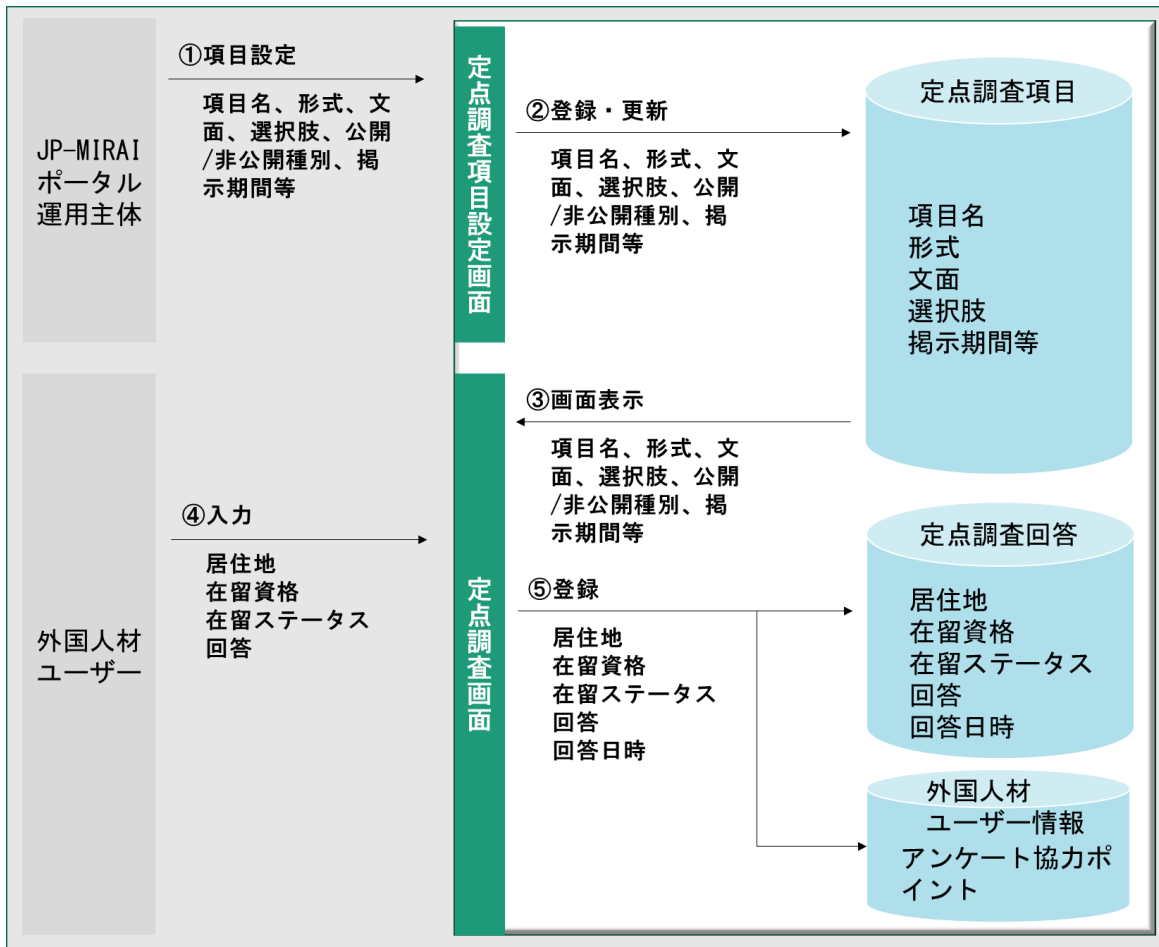 JP-MIRAI
ポータル
運用主体
①項目設定
項目名、形式、文
面、選択肢、公開
/非公開種別、掲
示期間等
定点調査項目設定画面
②登録・更新
項目名、形式、文
面、選択肢、公開
/非公開種別、掲
示期間等
定点調査項目
項目名
形式
文面
選択肢
掲示期間等
③画面表示
項目名、形式、文
面、選択肢、公開
/非公開種別、掲
示期間等
外国人材
ユーザー
④入力
居住地
在留資格
在留ステータス
回答
定点調査画面
⑤登録
居住地
在留資格
在留ステータス
回答
回答日時
定点調査回答
居住地
在留資格
在留ステータス
回答
回答日時
外国人材
ユーザー情報
アンケート協力ポ
イント